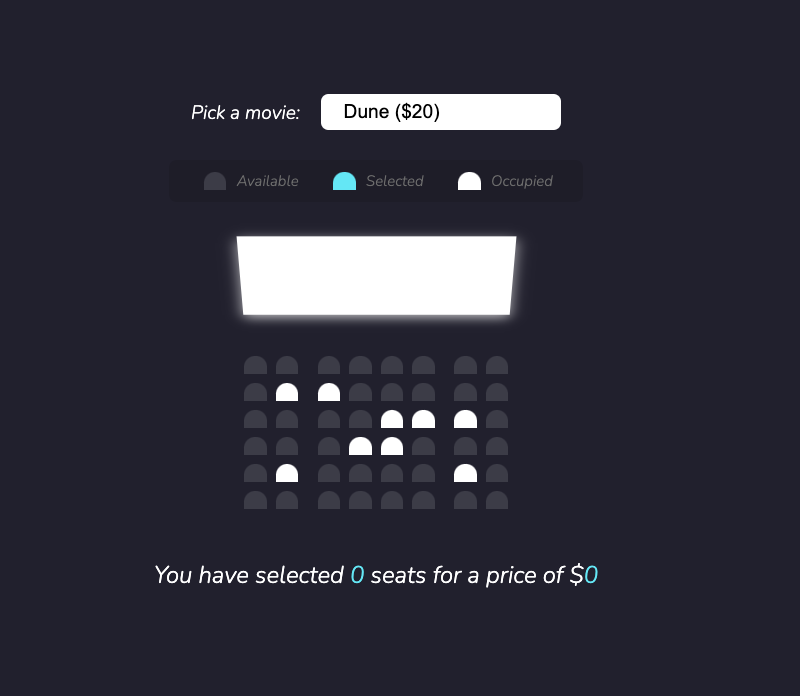 Pick a movie: Dune ($20)
Available Selected Occupied
You have selected 0 seats for a price of $0